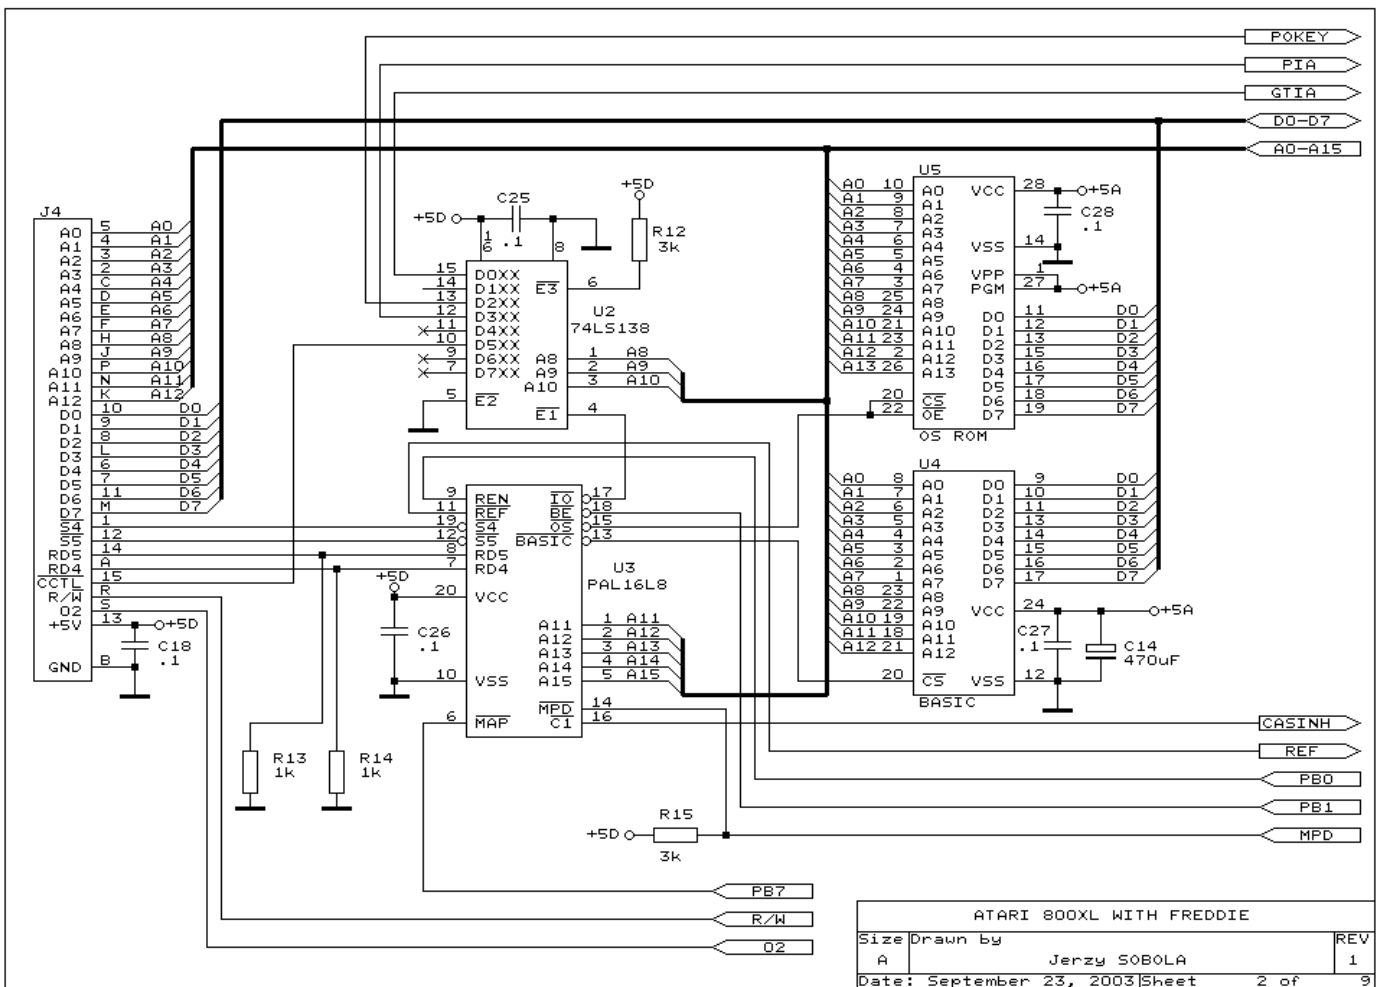 POKEY
PIA
GTIA
D0-D7
A0-A15
J4
A0 5 A0
A1 4 A1
A2 3 A2
A3 2 A3
A4 C A4
A5 D A5
A6 E A6
A7 F A7
A8 H A8
A9 J A9
A10 P A10
A11 N A11
A12 K A12
D0 10 D0
D1 9 D1
D2 8 D2
D3 L D3
D4 6 D4
D5 7 D5
D6 11 D6
D7 M D7
S4 1
S5 12
RD5 14
RD4 A
CCTL 15
R/W R
O2 S
+5V 13 +5D
C18
.1
GND B
C25
+5D
.1
16
8
+5D
R12
3k
15 D0XX
14 D1XX
13 D2XX
12 D3XX
11 D4XX
10 D5XX
9 D6XX
7 D7XX
5 E2
E3 6
U2
74LS138
A8 1 A8
A9 2 A9
A10 3 A10
E1 4
9 REN
11 REF
19 S4
12 S5
8 RD5
7 RD4
IO 17
BE 18
OS 15
BASIC 13
U3
PAL16L8
+5D
20 VCC
C26
.1
10 VSS
6 MAP
A11 1 A11
A12 2 A12
A13 3 A13
A14 4 A14
A15 5 A15
MPD 14
C1 16
R13
1k
R14
1k
U5
A0 10 A0
A1 9 A1
A2 8 A2
A3 7 A3
A4 6 A4
A5 5 A5
A6 4 A6
A7 3 A7
A8 25 A8
A9 24 A9
A10 21 A10
A11 23 A11
A12 2 A12
A13 26 A13
20 CS
22 OE
VCC 28 +5A
C28
.1
VSS 14
VPP 1
PGM 27 +5A
D0 11 D0
D1 12 D1
D2 13 D2
D3 15 D3
D4 16 D4
D5 17 D5
D6 18 D6
D7 19 D7
OS ROM
U4
A0 8 A0
A1 7 A1
A2 6 A2
A3 5 A3
A4 4 A4
A5 3 A5
A6 2 A6
A7 1 A7
A8 23 A8
A9 22 A9
A10 19 A10
A11 18 A11
A12 21 A12
20 CS
D0 9 D0
D1 10 D1
D2 11 D2
D3 13 D3
D4 14 D4
D5 15 D5
D6 16 D6
D7 17 D7
VCC 24 +5A
C27
.1
C14
470uF
VSS 12
BASIC
CASINH
REF
PB0
PB1
MPD
R15
+5D
3k
PB7
R/W
O2
ATARI 800XL WITH FREDDIE
Size Drawn by REV
A Jerzy SOBOLA 1
Date: September 23, 2003 Sheet 2 of 9